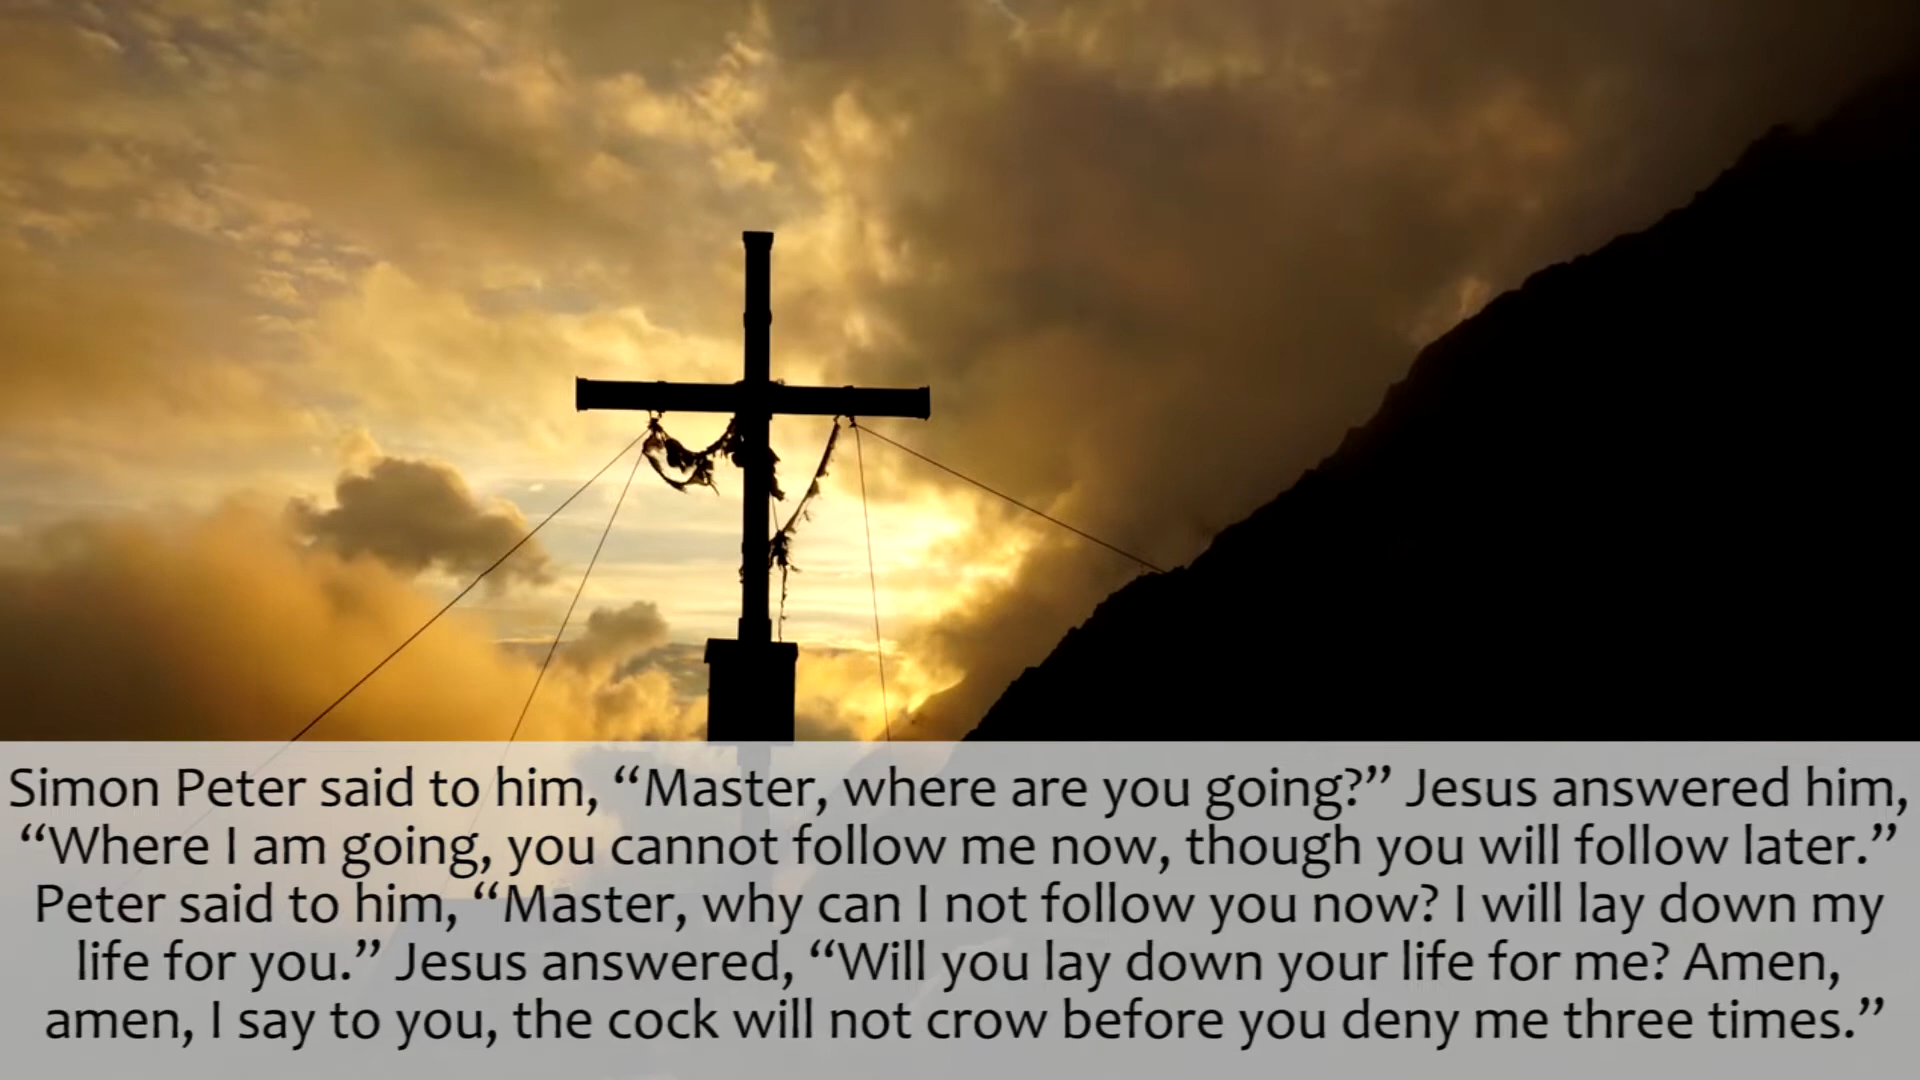 Simon Peter said to him, “Master, where are you going?” Jesus answered him,
“Where I am going, you cannot follow me now, though you will follow later.”
Peter said to him, “Master, why can I not follow you now? I will lay down my
life for you.” Jesus answered, “Will you lay down your life for me? Amen,
amen, I say to you, the cock will not crow before you deny me three times.”